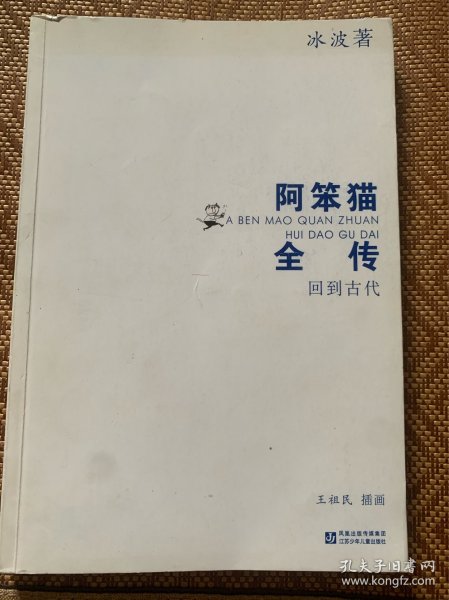 冰波著
阿笨猫
A BEN MAO QUAN ZHUAN
HUI DAO GU DAI
全 传
回到古代
王祖民 插画
凤凰出版传媒集团
江苏少年儿童出版社
孔夫子旧书网
www.kongfz.com